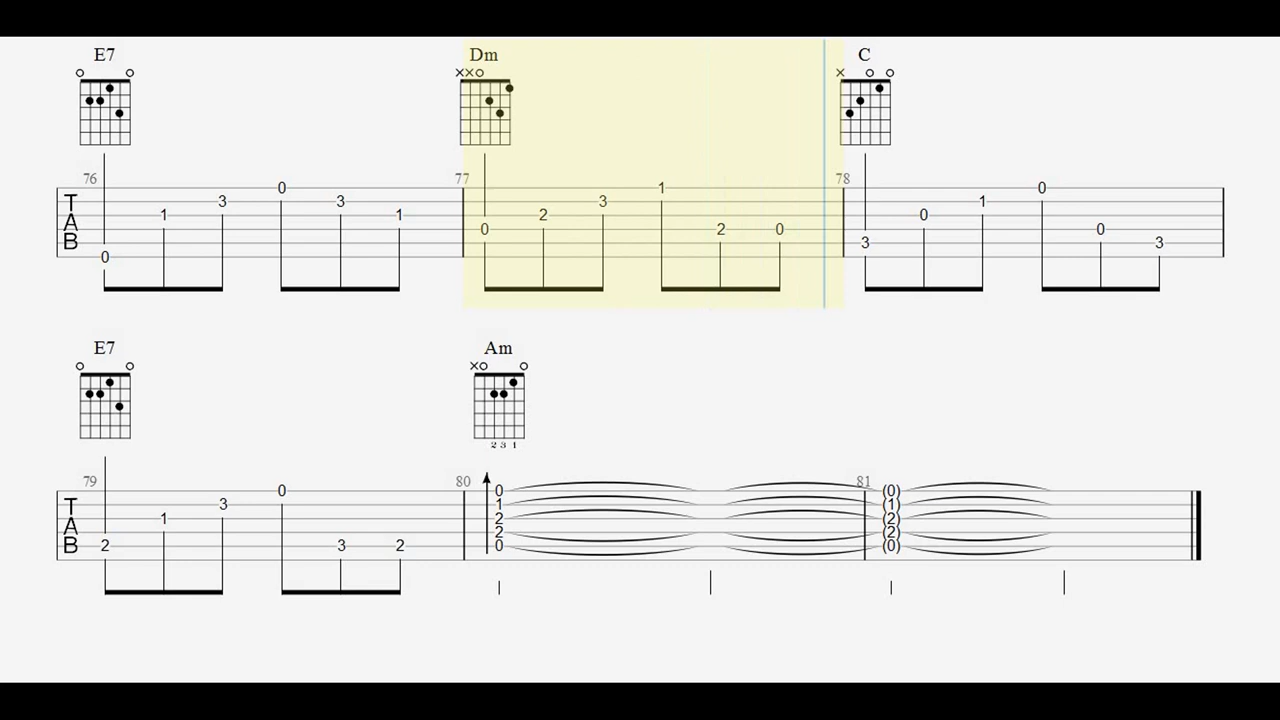 E7 Dm C
×× ×
76 77 78
0 1
0 3 0
T 3 3 3 1
A 1 1 2 0
0 2 0 0
B 3 3
0
E7 Am
×
2 3 1
79 80 81
0 0 (0)
T 3 1 (1)
A 1 2 (2)
2 (2)
B 2 3 2 0 (0)